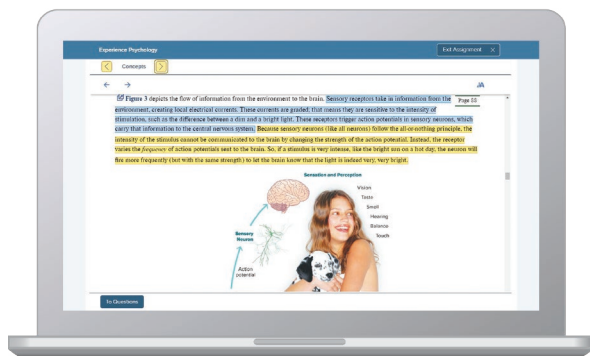 Experience Psychology
Exit Assignment X
Concepts
Figure 3 depicts the flow of information from the environment to the brain. Sensory receptors take in information from the
Page 88
environment, creating local electrical currents. These currents are graded; that means they are sensitive to the intensity of
stimulation, such as the difference between a dim and a bright light. These receptors trigger action potentials in sensory neurons, which
carry that information to the central nervous system. Because sensory neurons (like all neurons) follow the all-or-nothing principle, the
intensity of the stimulus cannot be communicated to the brain by changing the strength of the action potential. Instead, the receptor
varies the frequency of action potentials sent to the brain. So, if a stimulus is very intense, like the bright sun on a hot day, the neuron will
fire more frequently (but with the same strength) to let the brain know that the light is indeed very, very bright.
Sensation and Perception
Vision
Taste
Smell
Hearing
Balance
Touch
Sensory
Neuron
Action
potential
To Questions